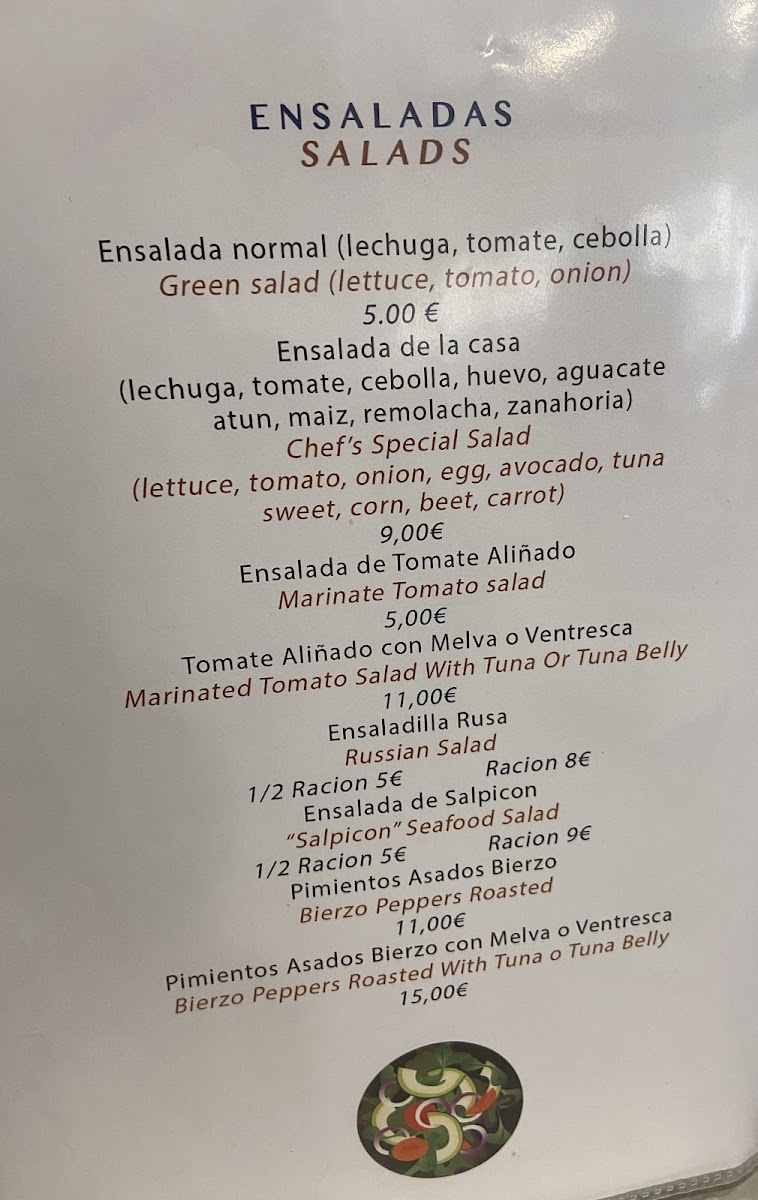 ENSALADAS
SALADS
Ensalada normal (lechuga, tomate, cebolla)
Green salad (lettuce, tomato, onion)
5.00 €
Ensalada de la casa
(lechuga, tomate, cebolla, huevo, aguacate
atun, maiz, remolacha, zanahoria)
Chef's Special Salad
(lettuce, tomato, onion, egg, avocado, tuna
sweet, corn, beet, carrot)
9,00€
Ensalada de Tomate Aliñado
Marinate Tomato salad
5,00€
Tomate Aliñado con Melva o Ventresca
Marinated Tomato Salad With Tuna Or Tuna Belly
11,00€
Ensaladilla Rusa
Russian Salad
1/2 Racion 5€ Racion 8€
Ensalada de Salpicon
"Salpicon" Seafood Salad
1/2 Racion 5€ Racion 9€
Pimientos Asados Bierzo
Bierzo Peppers Roasted
11,00€
Pimientos Asados Bierzo con Melva o Ventresca
Bierzo Peppers Roasted With Tuna o Tuna Belly
15,00€